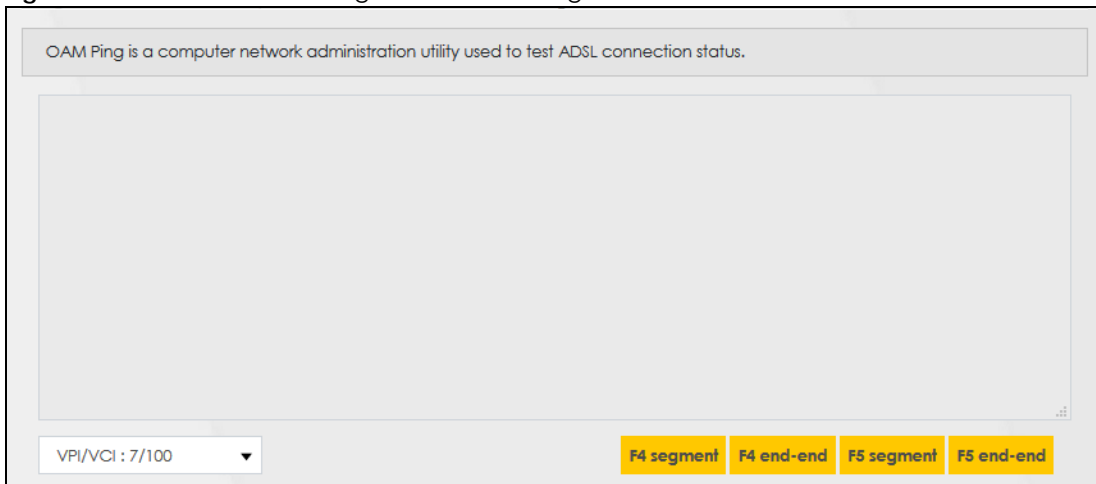 OAM Ping is a computer network administration utility used to test ADSL connection status.
VPI/VCI : 7/100
F4 segment F4 end-end F5 segment F5 end-end